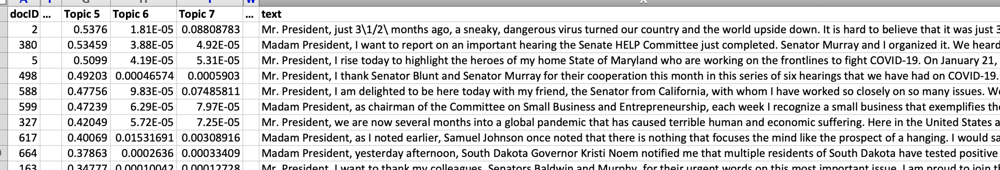 A F G H I W X
docID ... Topic 5 Topic 6 Topic 7 ... text
2 0.5376 1.81E-05 0.08808783 Mr. President, just 3\1/2\ months ago, a sneaky, dangerous virus turned our country and the world upside down. It is hard to believe that it was just 3
380 0.53459 3.88E-05 4.92E-05 Madam President, I want to report on an important hearing the Senate HELP Committee just completed. Senator Murray and I organized it. We heard
5 0.5099 4.19E-05 5.31E-05 Mr. President, I rise today to highlight the heroes of my home State of Maryland who are working on the frontlines to fight COVID-19. On January 21,
498 0.49203 0.00046574 0.0005903 Mr. President, I thank Senator Blunt and Senator Murray for their cooperation this month in this series of six hearings that we have had on COVID-19.
588 0.47756 9.83E-05 0.07485811 Mr. President, I am delighted to be here today with my friend, the Senator from California, with whom I have worked so closely on so many issues. We
599 0.47239 6.29E-05 7.97E-05 Madam President, as chairman of the Committee on Small Business and Entrepreneurship, each week I recognize a small business that exemplifies the
327 0.42049 5.72E-05 7.25E-05 Mr. President, we are now several months into a global pandemic that has caused terrible human and economic suffering. Here in the United States a
617 0.40069 0.01531691 0.00308916 Madam President, as I noted earlier, Samuel Johnson once noted that there is nothing that focuses the mind like the prospect of a hanging. I would sa
664 0.37863 0.0002636 0.00033409 Madam President, yesterday afternoon, South Dakota Governor Kristi Noem notified me that multiple residents of South Dakota have tested positive
163 0.34777 0.00010042 0.00012728 Mr. President, I want to thank my colleagues, Senators Baldwin and Murphy, for their urgent words on this most important issue. I am proud to join t